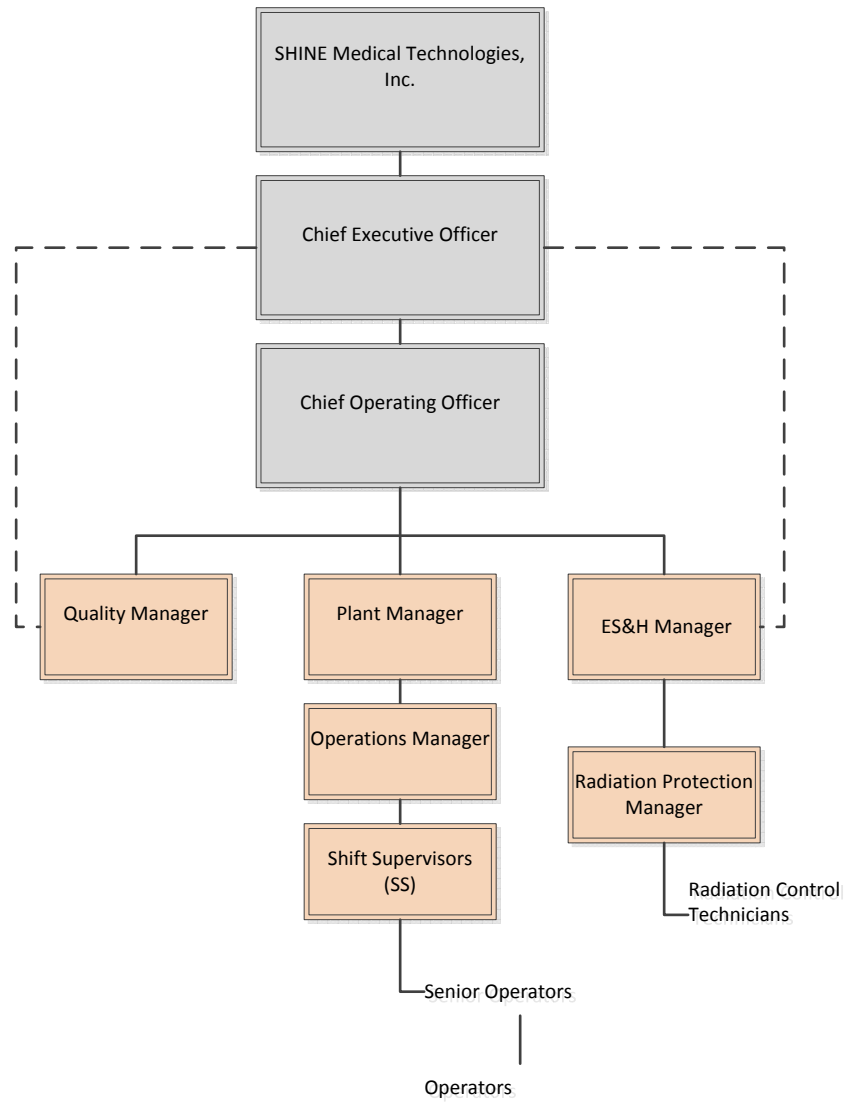 SHINE Medical Technologies,
Inc.
Chief Executive Officer
Chief Operating Officer
Quality Manager
Plant Manager
ES&H Manager
Operations Manager
Radiation Protection
Manager
Shift Supervisors
(SS)
Radiation Control
Technicians
Senior Operators
Operators